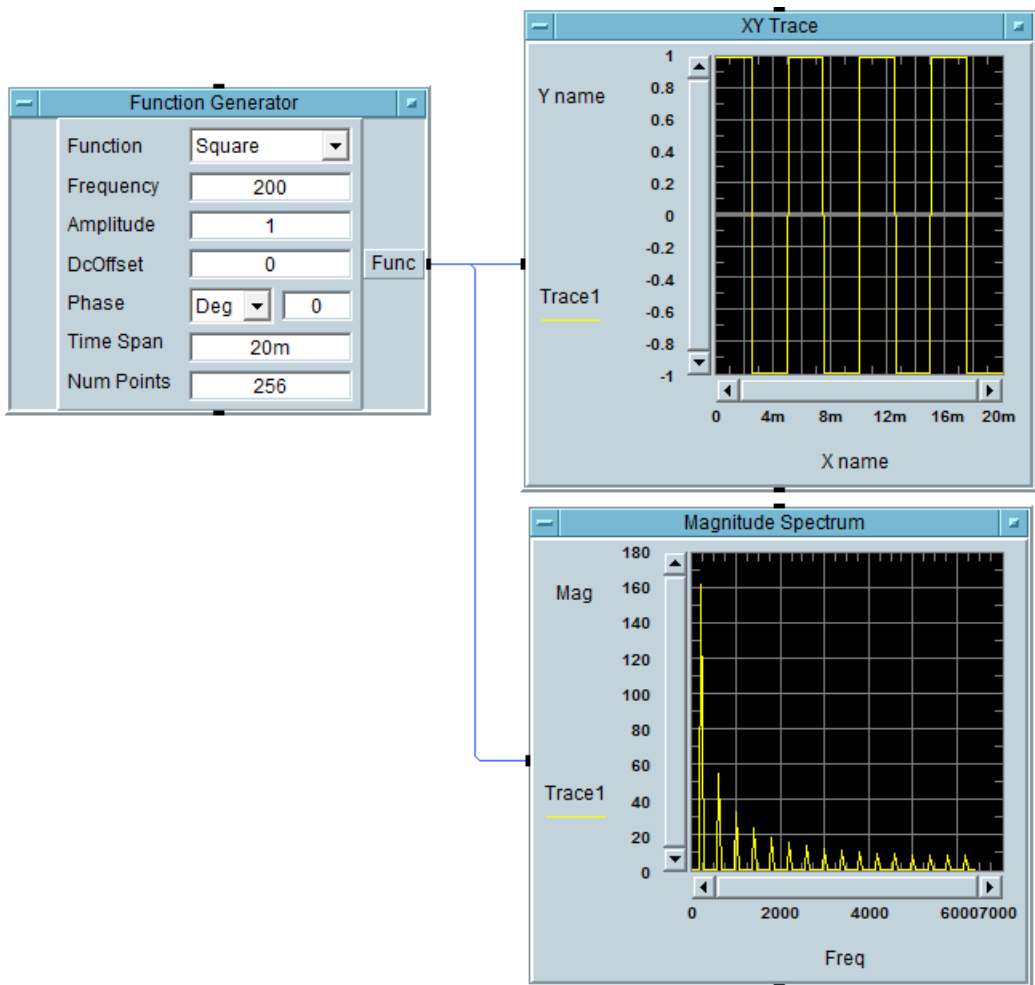 Function Generator
Function Square
Frequency 200
Amplitude 1
DcOffset 0
Phase Deg 0
Time Span 20m
Num Points 256
Func
XY Trace
Y name
Trace1
1
0.8
0.6
0.4
0.2
0
-0.2
-0.4
-0.6
-0.8
-1
0 4m 8m 12m 16m 20m
X name
Magnitude Spectrum
Mag
Trace1
180
160
140
120
100
80
60
40
20
0
0 2000 4000 60007000
Freq